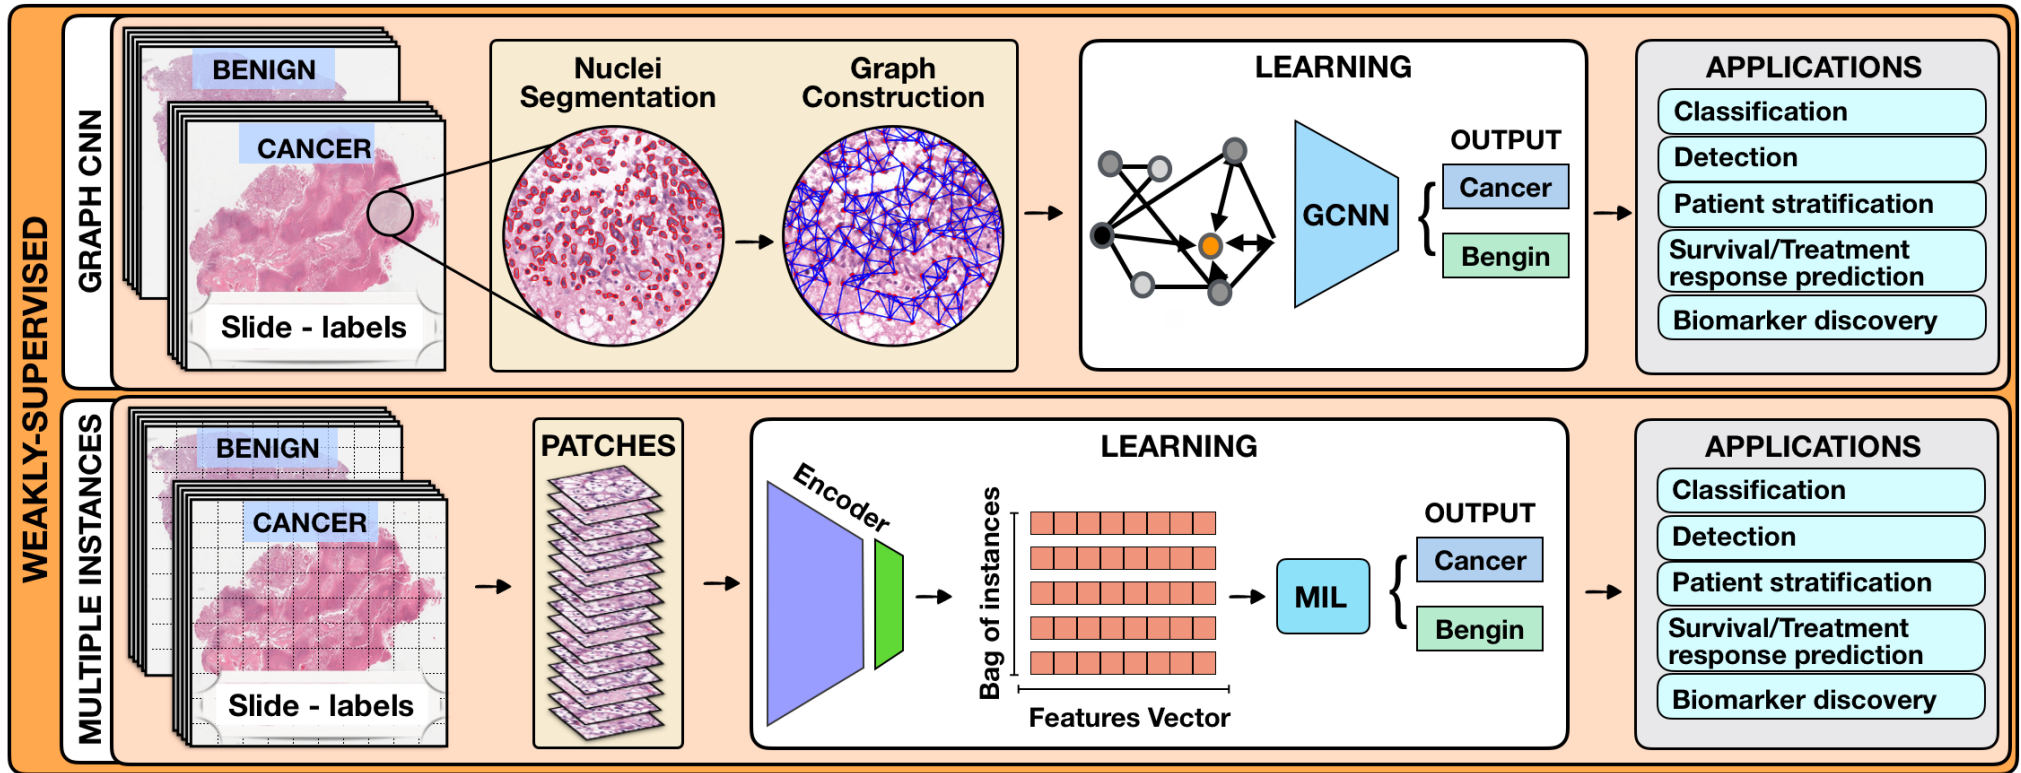 WEAKLY-SUPERVISED
GRAPH CNN
BENIGN
CANCER
Slide - labels
Nuclei
Segmentation
Graph
Construction
LEARNING
GCNN
OUTPUT
Cancer
Bengin
APPLICATIONS
Classification
Detection
Patient stratification
Survival/Treatment
response prediction
Biomarker discovery
MULTIPLE INSTANCES
BENIGN
CANCER
Slide - labels
PATCHES
LEARNING
Encoder
Bag of instances
Features Vector
MIL
OUTPUT
Cancer
Bengin
APPLICATIONS
Classification
Detection
Patient stratification
Survival/Treatment
response prediction
Biomarker discovery